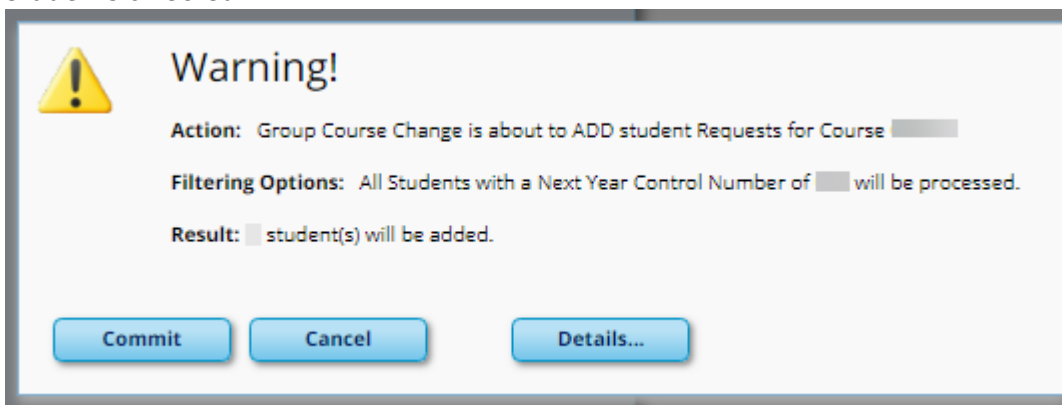 Warning!
Action: Group Course Change is about to ADD student Requests for Course
Filtering Options: All Students with a Next Year Control Number of will be processed.
Result: student(s) will be added.
Commit Cancel Details...